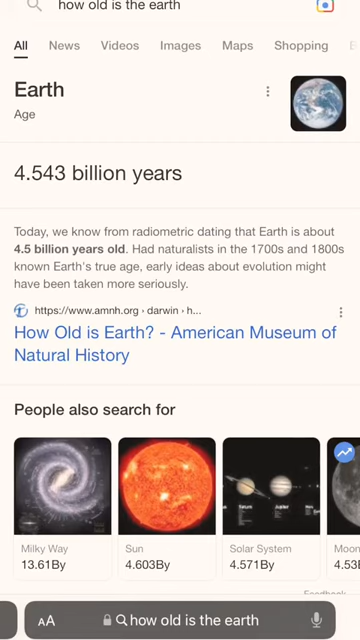 how old is the earth
All News Videos Images Maps Shopping
Earth
Age
4.543 billion years
Today, we know from radiometric dating that Earth is about
4.5 billion years old. Had naturalists in the 1700s and 1800s
known Earth's true age, early ideas about evolution might
have been taken more seriously.
https://www.amnh.org › darwin › h...
How Old is Earth? - American Museum of
Natural History
People also search for
Milky Way
13.61By
Sun
4.603By
Solar System
4.571By
Moon
4.53
Feedback
AA how old is the earth